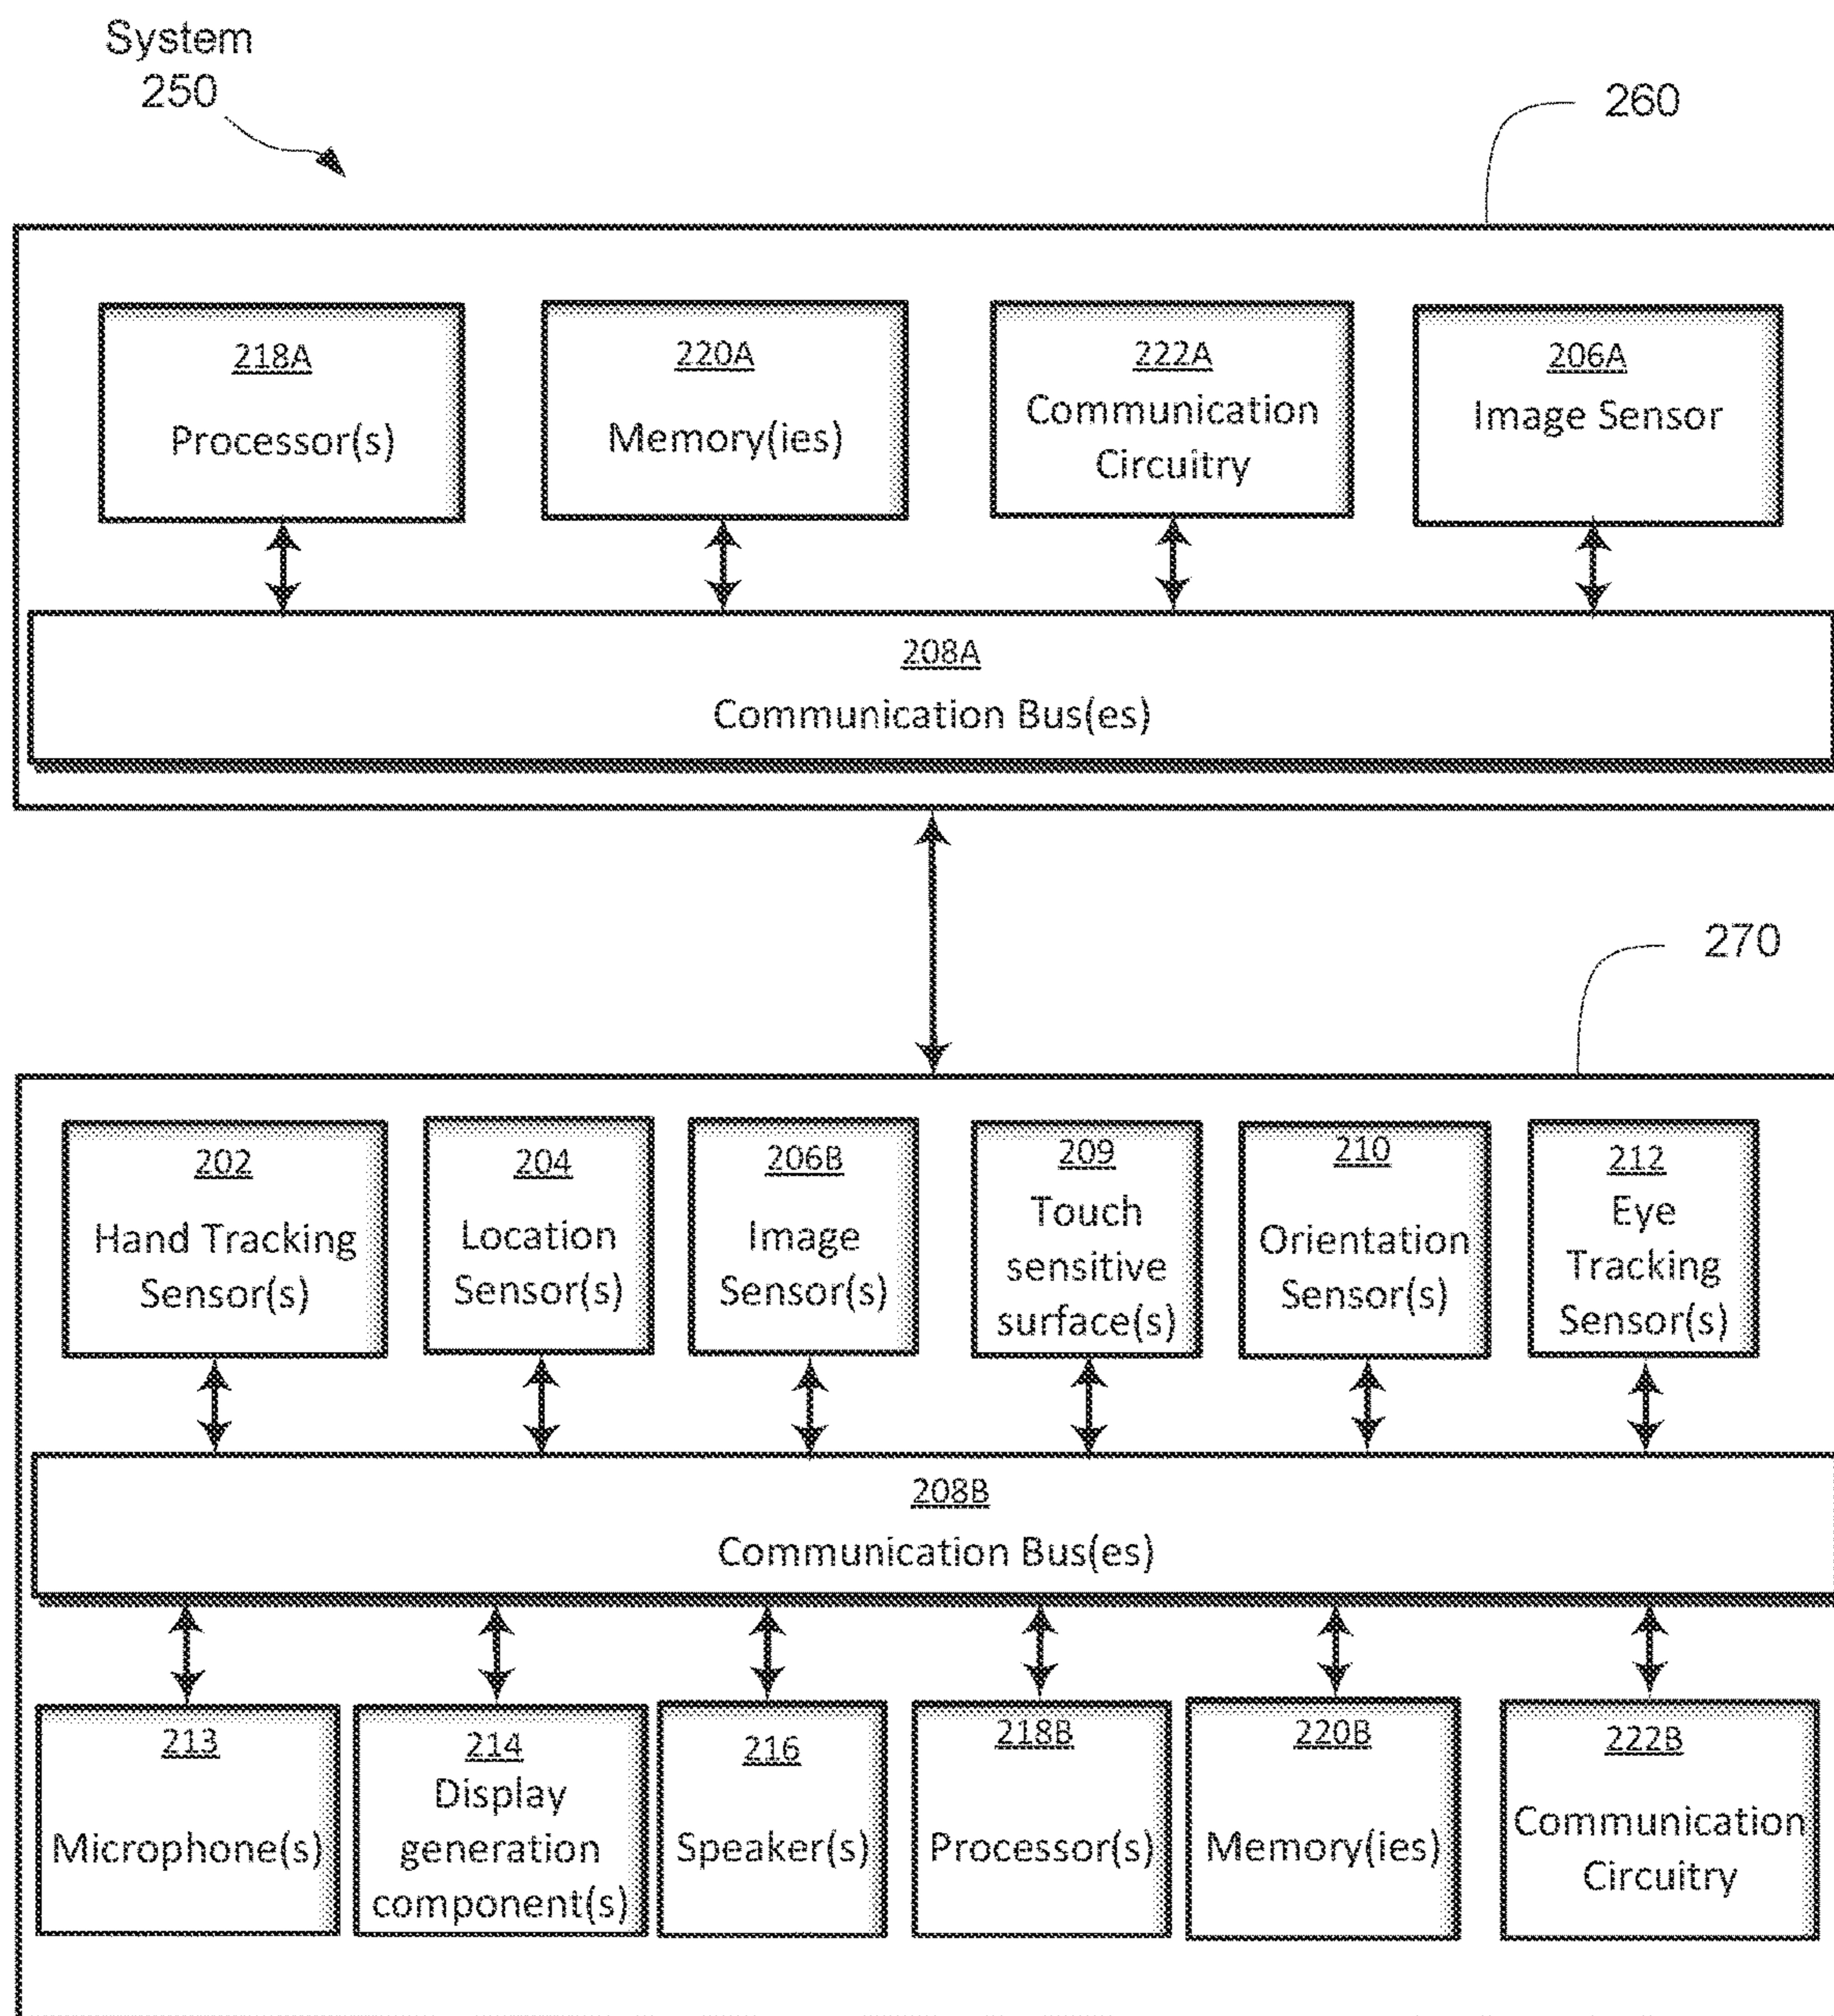 System
250
260
218A
Processor(s)
220A
Memory(ies)
222A
Communication
Circuitry
206A
Image Sensor
208A
Communication Bus(es)
270
202
Hand Tracking
Sensor(s)
204
Location
Sensor(s)
206B
Image
Sensor(s)
209
Touch
sensitive
surface(s)
210
Orientation
Sensor(s)
212
Eye
Tracking
Sensor(s)
208B
Communication Bus(es)
213
Microphone(s)
214
Display
generation
component(s)
216
Speaker(s)
218B
Processor(s)
220B
Memory(ies)
222B
Communication
Circuitry